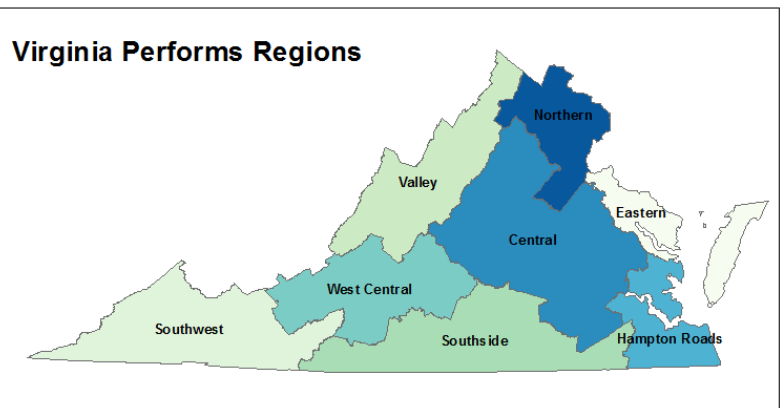 Virginia Performs Regions
Northern
Valley
Eastern
Central
West Central
Southwest
Southside
Hampton Roads